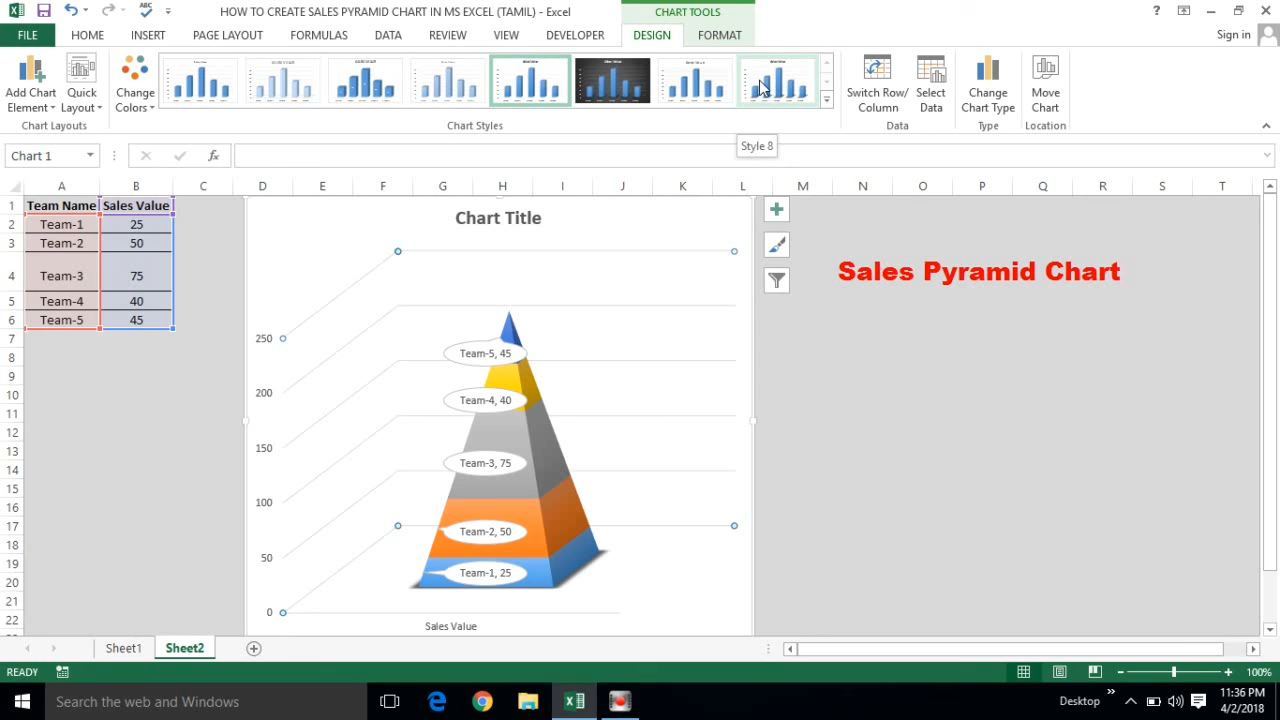 HOW TO CREATE SALES PYRAMID CHART IN MS EXCEL (TAMIL) - Excel
CHART TOOLS
FILE HOME INSERT PAGE LAYOUT FORMULAS DATA REVIEW VIEW DEVELOPER DESIGN FORMAT Sign in
Add Chart Element
Quick Layout
Change Colors
Switch Row/ Column
Select Data
Change Chart Type
Move Chart
Chart Layouts Chart Styles Data Type Location
Style 8
Chart 1
A B C D E F G H I J K L M N O P Q R S T
1 Team Name Sales Value
2 Team-1 25
3 Team-2 50
4 Team-3 75
5 Team-4 40
6 Team-5 45
7
8
9
10
11
12
13
14
15
16
17
18
19
20
21
22
Chart Title
250
200
150
100
50
0
Team-5, 45
Team-4, 40
Team-3, 75
Team-2, 50
Team-1, 25
Sales Value
Sales Pyramid Chart
Sheet1 Sheet2
READY 100%
Search the web and Windows
Desktop
11:36 PM
4/2/2018